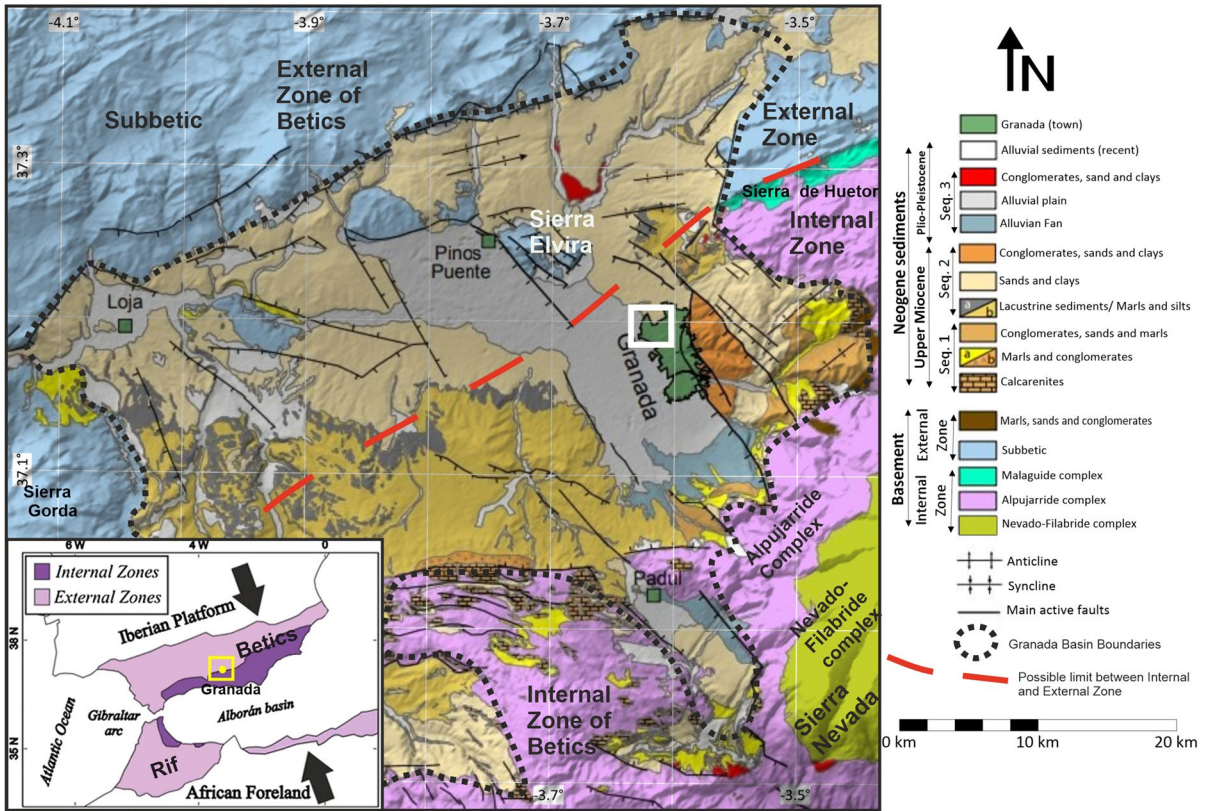 -4.1°
-3.9°
-3.7°
-3.5°
External
Zone of
Betics
Subbetic
External
Zone
37.3°
Sierra de Huetor
Internal
Zone
Sierra
Elvira
Pinos
Puente
Loja
Granada
37.1°
Sierra
Gorda
Alpujarride
Complex
Padul
Nevado-
Filabride
complex
Internal
Zone of
Betics
Sierra
Nevada
-3.7°
-3.5°
6 W
4 W
0
Internal Zones
External Zones
Iberian Platform
38 N
Betics
Granada
Gibraltar
arc
Alborán basin
Atlantic Ocean
35 N
Rif
African Foreland
N
Granada (town)
Alluvial sediments (recent)
Conglomerates, sand and clays
Alluvial plain
Alluvian Fan
Conglomerates, sands and clays
Sands and clays
a
b
Lacustrine sediments/ Marls and silts
Conglomerates, sands and marls
a
b
Marls and conglomerates
Calcarenites
Neogene sediments
Plio-Pleistocene
Upper Miocene
Seq. 3
Seq. 2
Seq. 1
Marls, sands and conglomerates
Subbetic
Malaguide complex
Alpujarride complex
Nevado-Filabride complex
Basement
External
Zone
Internal
Zone
Anticline
Syncline
Main active faults
Granada Basin Boundaries
Possible limit between Internal
and External Zone
0 km
10 km
20 km